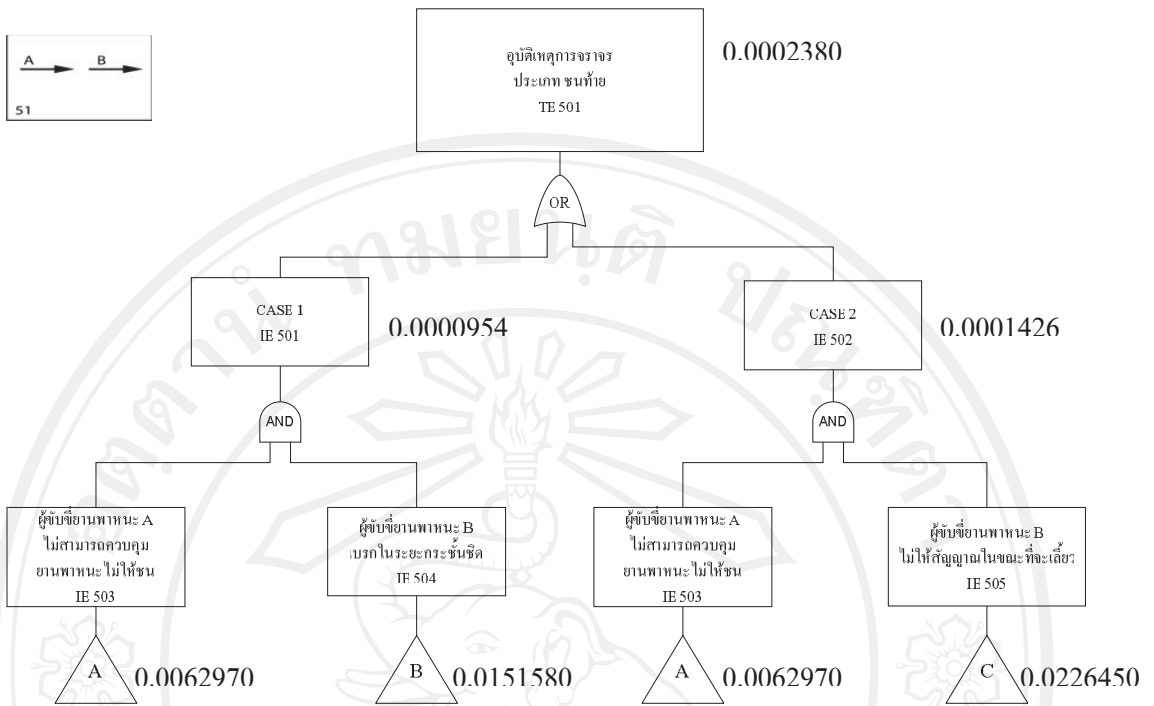 A B
51
อุบัติเหตุการจราจร
ประเภท ชนท้าย
TE 501
0.0002380
OR
CASE 1
IE 501
0.0000954
CASE 2
IE 502
0.0001426
AND
AND
ผู้ขับขี่ยานพาหนะ A
ไม่สามารถควบคุม
ยานพาหนะ ไม่ให้ชน
IE 503
ผู้ขับขี่ยานพาหนะ B
เบรกในระยะกระชั้นชิด
IE 504
ผู้ขับขี่ยานพาหนะ A
ไม่สามารถควบคุม
ยานพาหนะ ไม่ให้ชน
IE 503
ผู้ขับขี่ยานพาหนะ B
ไม่ให้สัญญาณในขณะที่จะเลี้ยว
IE 505
A
0.0062970
B
0.0151580
A
0.0062970
C
0.0226450